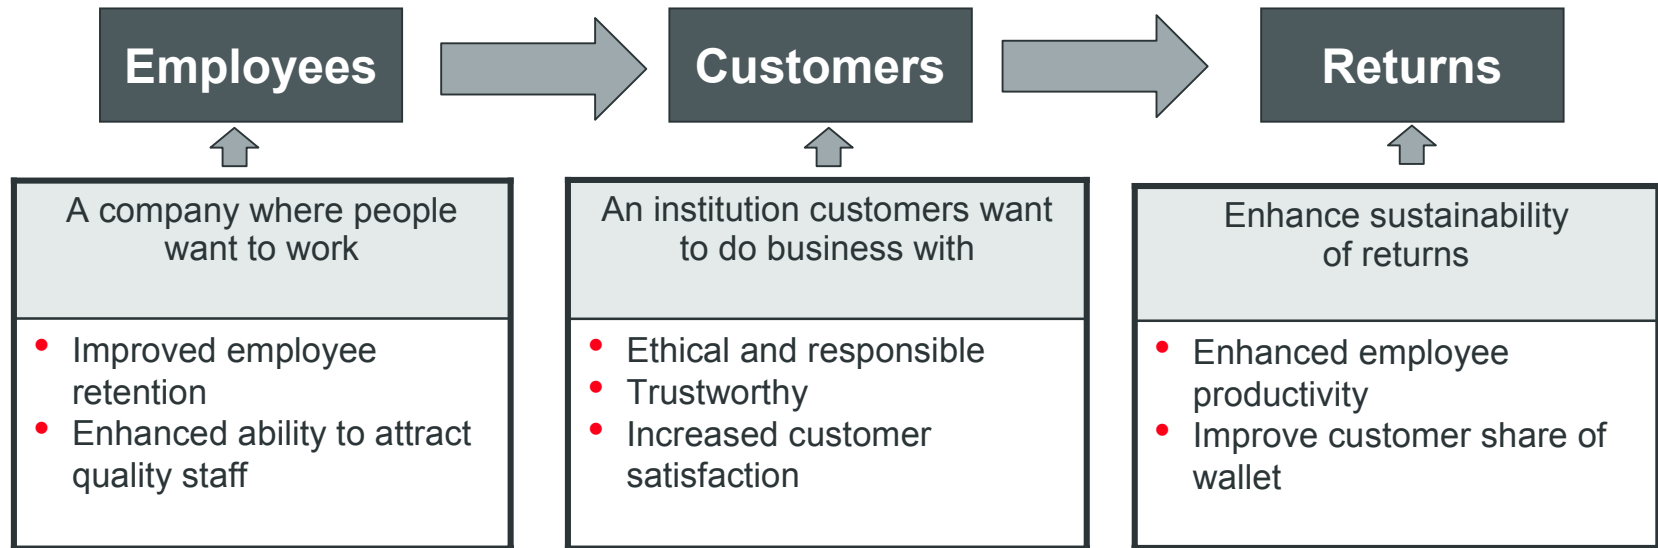 Employees
Customers
Returns
A company where people
want to work
• Improved employee
retention
• Enhanced ability to attract
quality staff
An institution customers want
to do business with
• Ethical and responsible
• Trustworthy
• Increased customer
satisfaction
Enhance sustainability
of returns
• Enhanced employee
productivity
• Improve customer share of
wallet